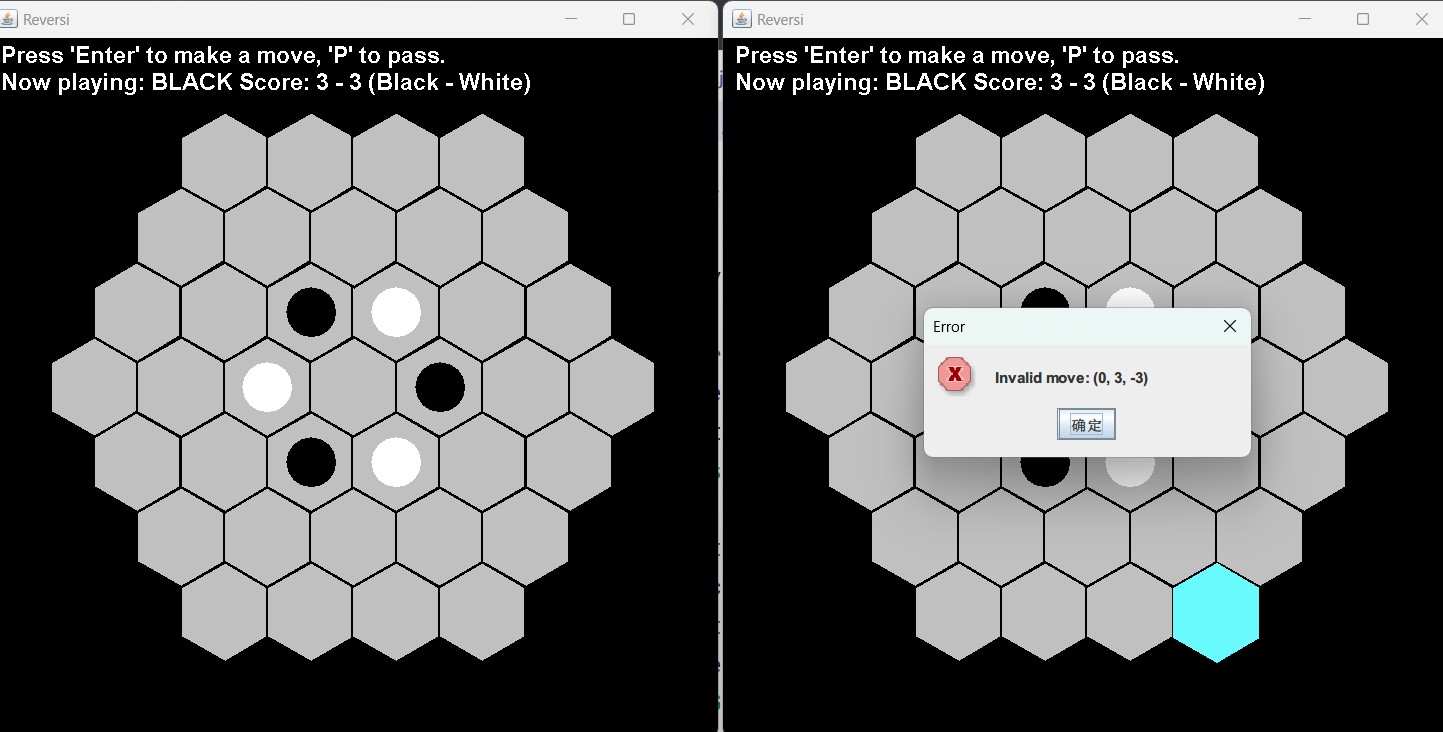 Reversi
Press 'Enter' to make a move, 'P' to pass.
Now playing: BLACK Score: 3 - 3 (Black - White)
Reversi
Press 'Enter' to make a move, 'P' to pass.
Now playing: BLACK Score: 3 - 3 (Black - White)
Error
X
Invalid move: (0, 3, -3)
确定